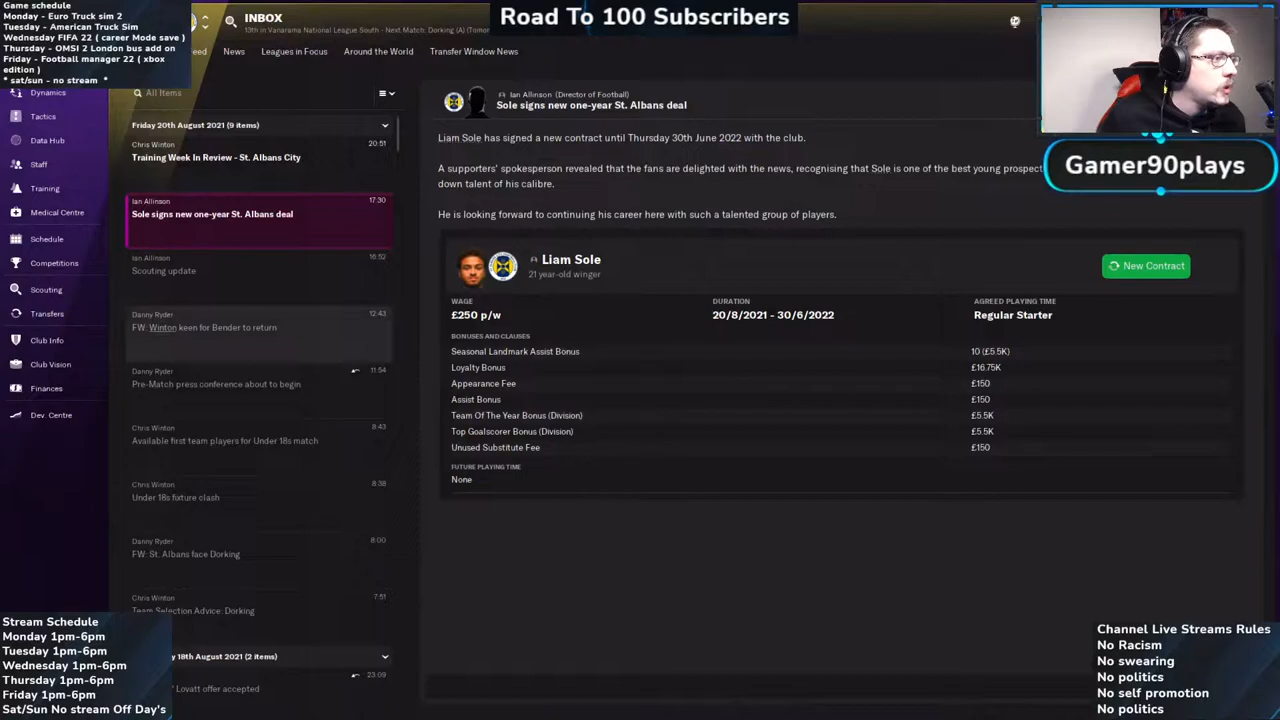 Game schedule
Monday - Euro Truck sim 2
Tuesday - American Truck Sim
Wednesday FIFA 22 ( career Mode save )
Thursday - OMSI 2 London bus add on
Friday - Football manager 22 ( xbox
edition )
* sat/sun - no stream *
INBOX
13th in Vanarama National League South - Next Match: Dorking (A)
Road To 100 Subscribers
News
Leagues in Focus
Around the World
Transfer Window News
Dynamics
Tactics
Data Hub
Staff
Training
Medical Centre
Schedule
Competitions
Scouting
Transfers
Club Info
Club Vision
Finances
Dev. Centre
All Items
Friday 20th August 2021 (9 items)
Chris Winton
20:51
Training Week In Review - St. Albans City
Ian Allinson
17:30
Sole signs new one-year St. Albans deal
Ian Allinson
16:52
Scouting update
Danny Ryder
12:43
FW: Winton keen for Bender to return
Danny Ryder
11:54
Pre-Match press conference about to begin
Chris Winton
8:43
Available first team players for Under 18s match
Chris Winton
8:38
Under 18s fixture clash
Danny Ryder
8:00
FW: St. Albans face Dorking
Chris Winton
7:51
Team Selection Advice: Dorking
18th August 2021 (2 items)
23:09
Lovatt offer accepted
Ian Allinson (Director of Football)
Sole signs new one-year St. Albans deal
Liam Sole has signed a new contract until Thursday 30th June 2022 with the club.
A supporters' spokesperson revealed that the fans are delighted with the news, recognising that Sole is one of the best young prospect
down talent of his calibre.
He is looking forward to continuing his career here with such a talented group of players.
Liam Sole
21 year-old winger
New Contract
WAGE
£250 p/w
DURATION
20/8/2021 - 30/6/2022
AGREED PLAYING TIME
Regular Starter
BONUSES AND CLAUSES
Seasonal Landmark Assist Bonus
10 (£5.5K)
Loyalty Bonus
£16.75K
Appearance Fee
£150
Assist Bonus
£150
Team Of The Year Bonus (Division)
£5.5K
Top Goalscorer Bonus (Division)
£5.5K
Unused Substitute Fee
£150
FUTURE PLAYING TIME
None
Gamer90plays
Stream Schedule
Monday 1pm-6pm
Tuesday 1pm-6pm
Wednesday 1pm-6pm
Thursday 1pm-6pm
Friday 1pm-6pm
Sat/Sun No stream Off Day's
Channel Live Streams Rules
No Racism
No swearing
No politics
No self promotion
No politics